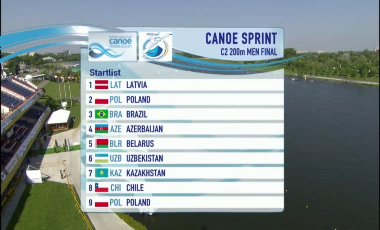 CANOE SPRINT
C2 200m MEN FINAL
canoe
Startlist
1 LAT LATVIA
2 POL POLAND
3 BRA BRAZIL
4 AZE AZERBAIJAN
5 BLR BELARUS
6 UZB UZBEKISTAN
7 KAZ KAZAKHSTAN
8 CHI CHILE
9 POL POLAND